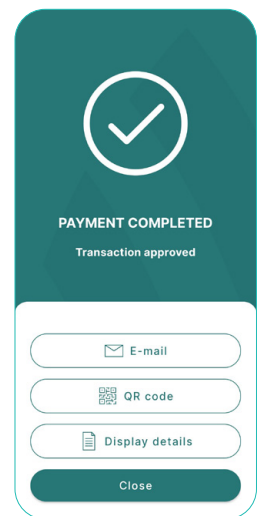 PAYMENT COMPLETED
Transaction approved
E-mail
QR code
Display details
Close